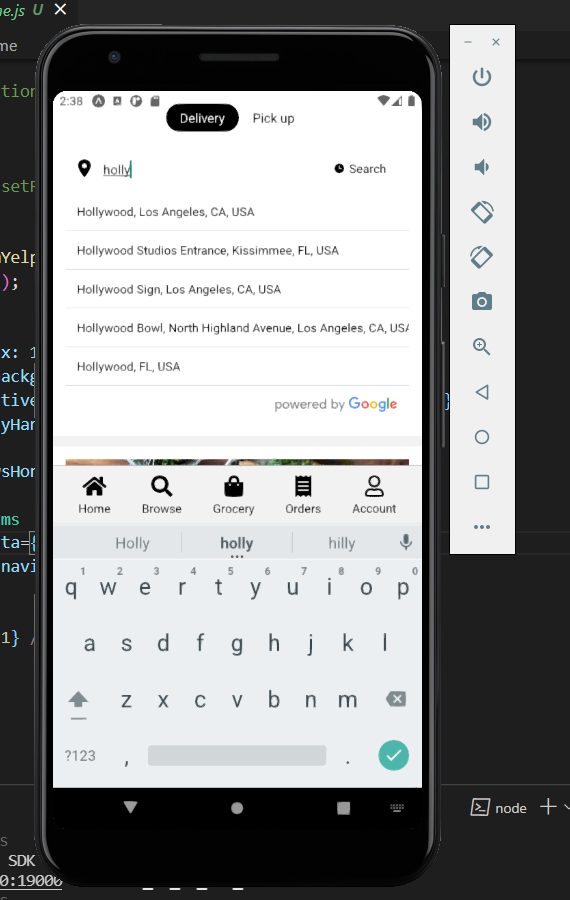 ne.js U
me
2:38
Delivery Pick up
tion
holly Search
setF
Hollywood, Los Angeles, CA, USA
Yelp
Hollywood Studios Entrance, Kissimmee, FL, USA
);
Hollywood Sign, Los Angeles, CA, USA
Hollywood Bowl, North Highland Avenue, Los Angeles, CA, USA
x: 1
Hollywood, FL, USA
backg
tive
powered by Google }
yHar
wsHor
Home Browse Grocery Orders Account
ms
ta={
Holly holly hilly
navi
1 2 3 4 5 6 7 8 9 0
q w e r t y u i o p
1} /
a s d f g h j k l
z x c v b n m
?123 , .
node
s
SDK
0:19000